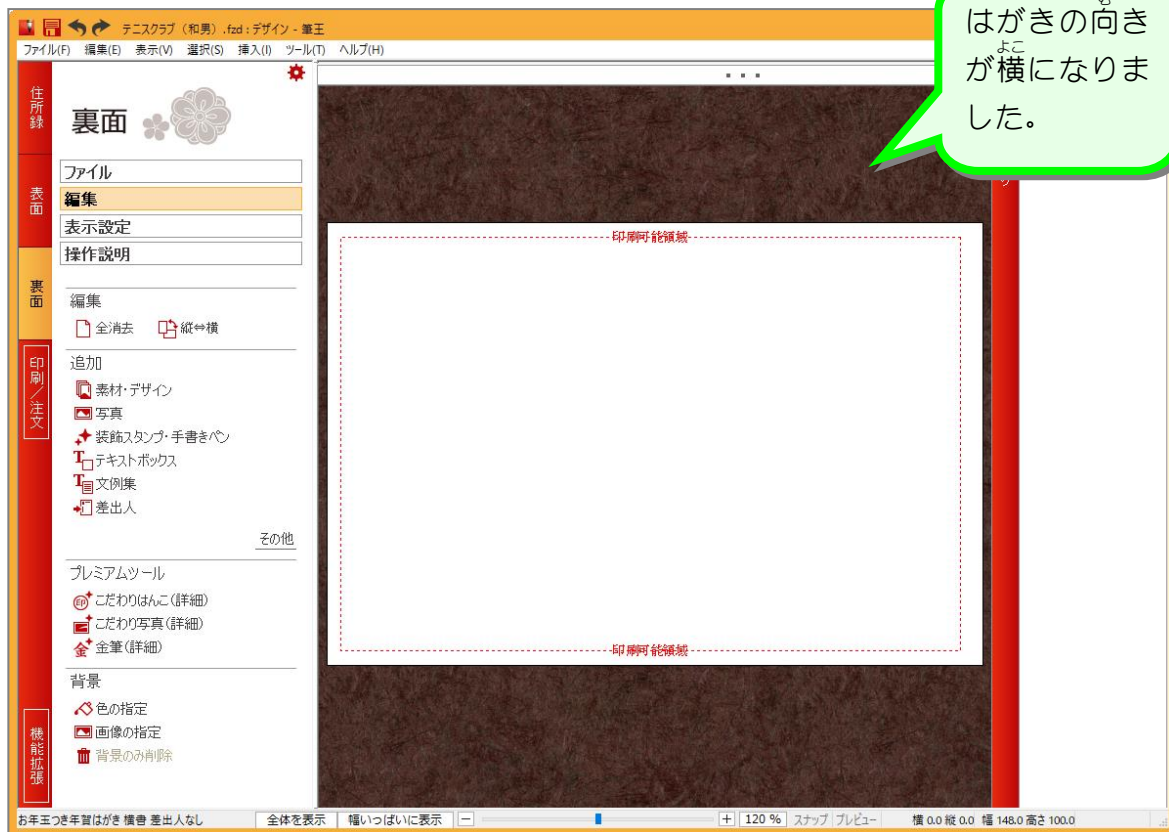 テニスクラブ（和男）.fzd : デザイン - 筆王
ファイル(F) 編集(E) 表示(V) 選択(S) 挿入(I) ツール(T) ヘルプ(H)
はがきの向き
が横になりま
した。
住所録
表面
裏面
印刷／注文
機能拡張
裏面
ファイル
編集
表示設定
操作説明
編集
全消去 縦⇔横
追加
素材・デザイン
写真
装飾スタンプ・手書きペン
テキストボックス
文例集
差出人
その他
プレミアムツール
こだわりはんこ(詳細)
こだわり写真(詳細)
金筆(詳細)
背景
色の指定
画像の指定
背景のみ削除
印刷可能領域
印刷可能領域
お年玉つき年賀はがき 横書 差出人なし 全体を表示 幅いっぱいに表示 120 % スナップ プレビュー 横 0.0 縦 0.0 幅 148.0 高さ 100.0